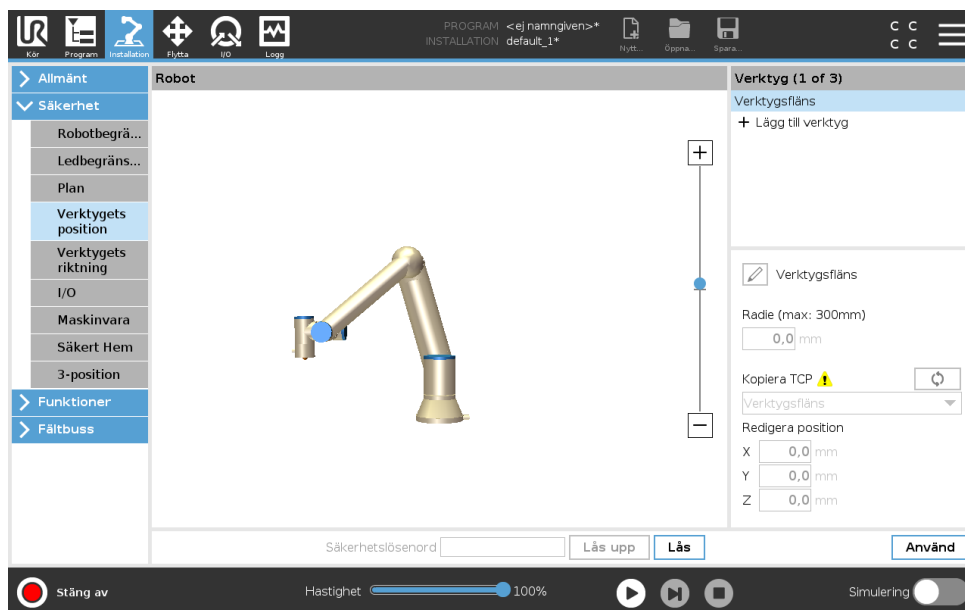 UR
PROGRAM <ej namngiven>*
INSTALLATION default_1*
Kör Program Installation Flytta I/O Logg
Nytt... Öppna... Spara...
C C
C C
Allmänt
Säkerhet
Robotbegrä...
Ledbegräns...
Plan
Verktygets
position
Verktygets
riktning
I/O
Maskinvara
Säkert Hem
3-position
Funktioner
Fältbuss
Robot
Verktyg (1 of 3)
Verktygsfläns
+ Lägg till verktyg
Verktygsfläns
Radie (max: 300mm)
0,0 mm
Kopiera TCP
Verktygsfläns
Redigera position
X 0,0 mm
Y 0,0 mm
Z 0,0 mm
Säkerhetslösenord Lås upp Lås Använd
Stäng av Hastighet 100% Simulering